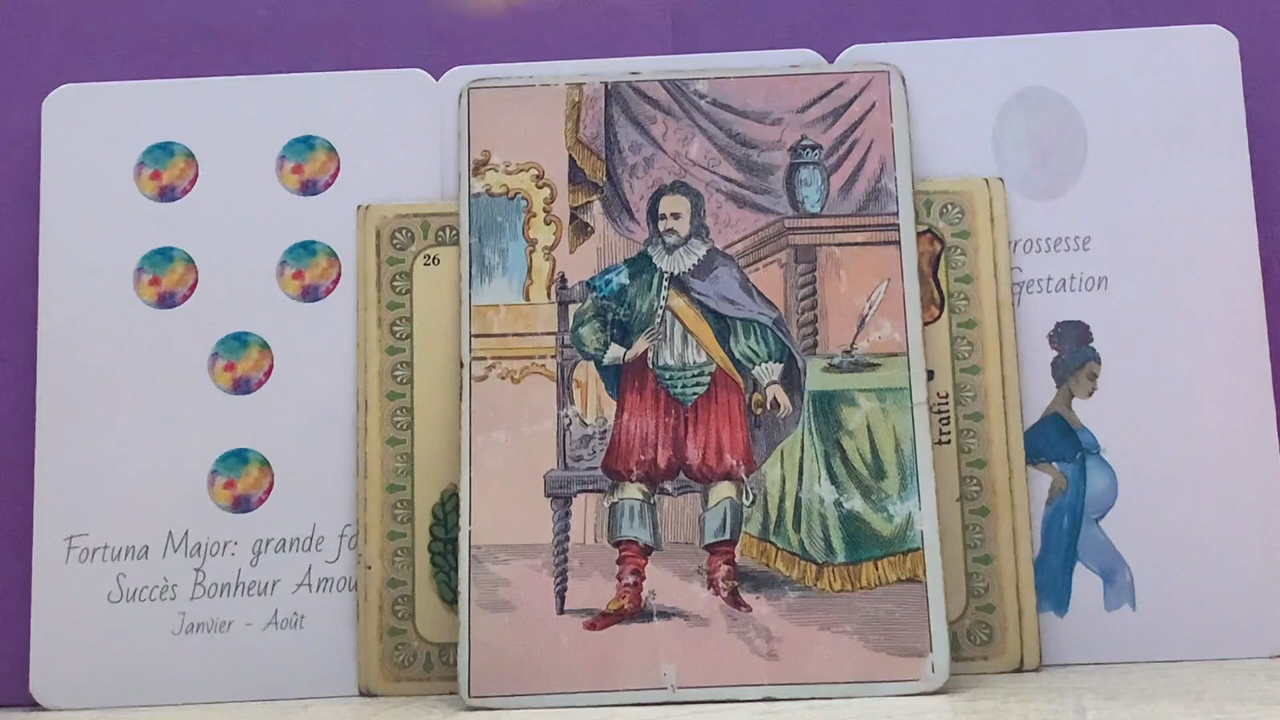 Fortuna Major: grande fo
Succès Bonheur Amou
Janvier - Août
26
trafic
rossesse
Gestation